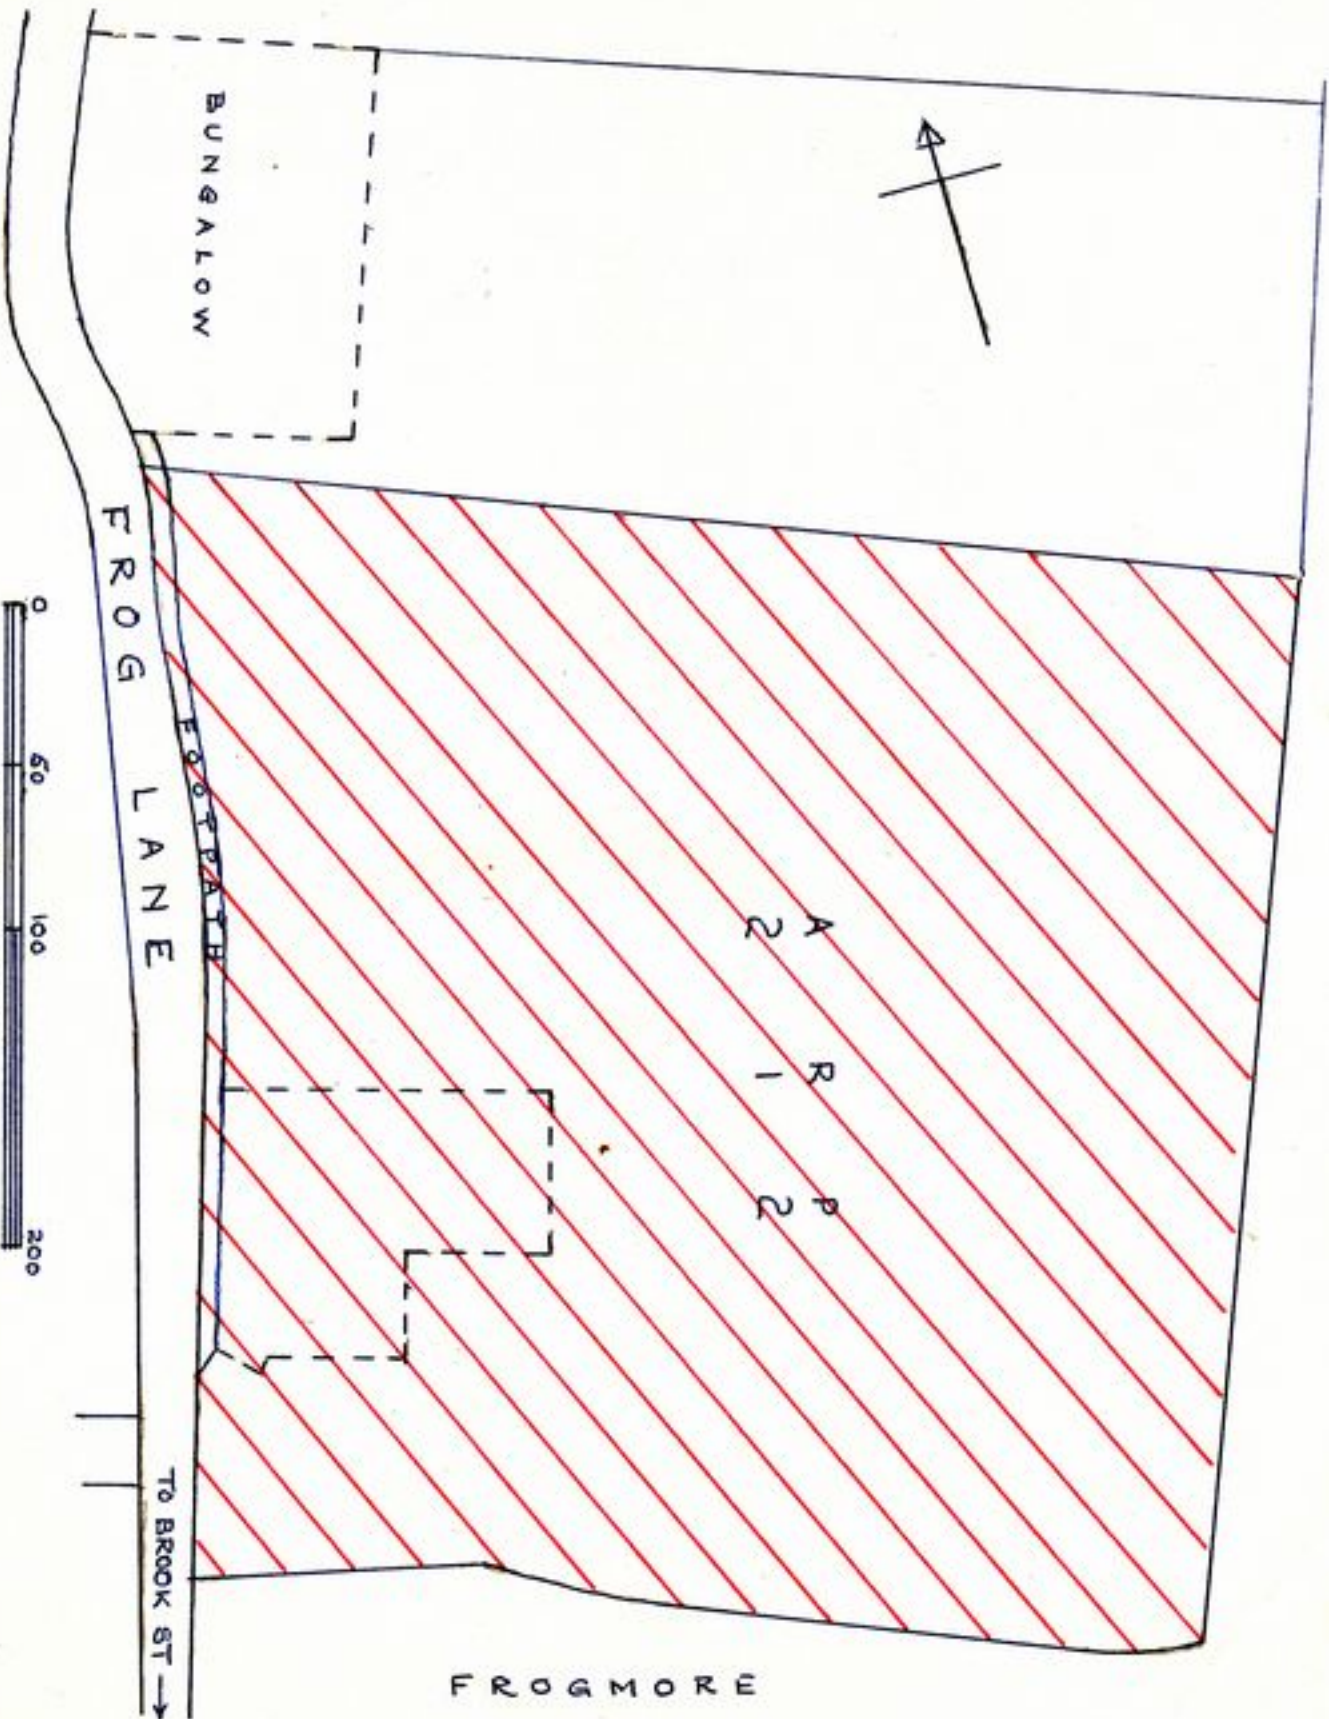 BUNGALOW
FROG LANE
FOOTPATH
0 50 100 200
A R P
2 1 2
TO BROOK ST →
FROGMORE